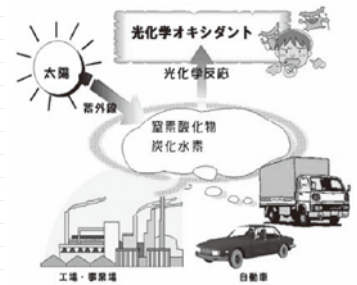 光化学オキシダント
太陽
光化学反応
紫外線
窒素酸化物
炭化水素
工場・事業場
自動車